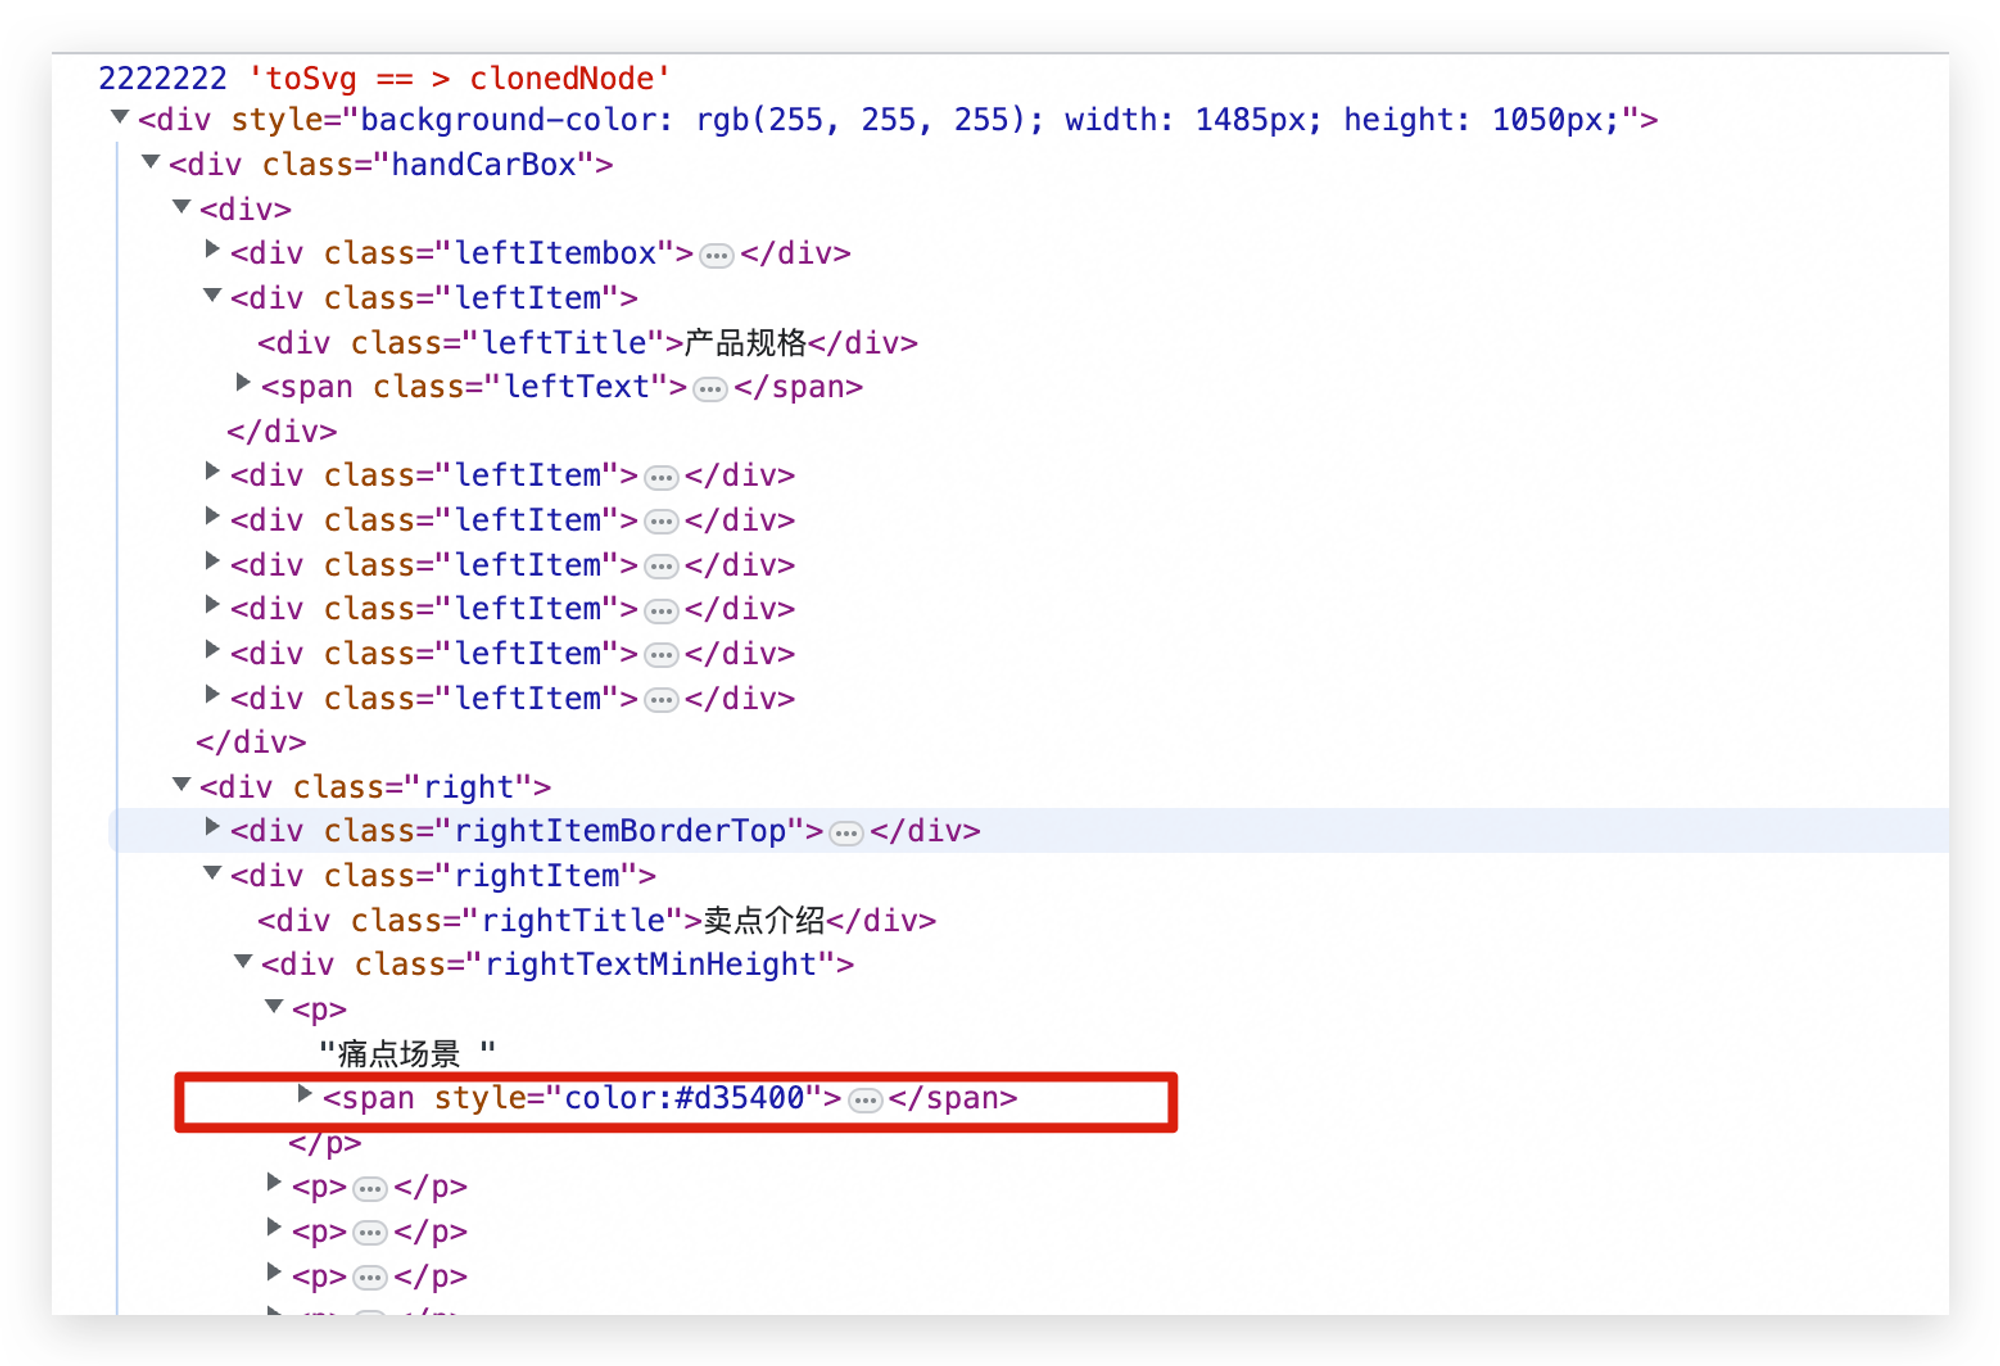 2222222 'toSvg == > clonedNode'
<div style="background-color: rgb(255, 255, 255); width: 1485px; height: 1050px;">
<div class="handCarBox">
<div>
<div class="leftItembox">…</div>
<div class="leftItem">
<div class="leftTitle">产品规格</div>
<span class="leftText">…</span>
</div>
<div class="leftItem">…</div>
<div class="leftItem">…</div>
<div class="leftItem">…</div>
<div class="leftItem">…</div>
<div class="leftItem">…</div>
<div class="leftItem">…</div>
</div>
<div class="right">
<div class="rightItemBorderTop">…</div>
<div class="rightItem">
<div class="rightTitle">卖点介绍</div>
<div class="rightTextMinHeight">
<p>
"痛点场景 "
<span style="color:#d35400">…</span>
</p>
<p>…</p>
<p>…</p>
<p>…</p>